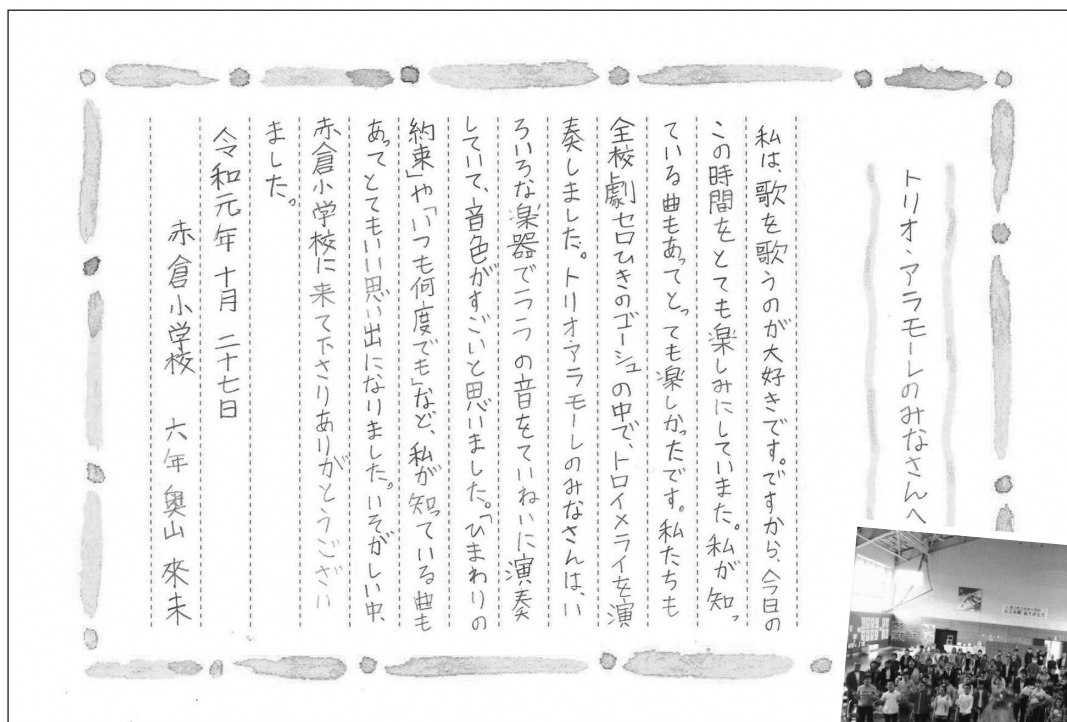 トリオ・アラモーレのみなさんへ
私は、歌を歌うのが大好きです。ですから、今日の
この時間をとても楽しみにしていまた。私が知っ
ている曲もあってとっても楽しかったです。私たちも
全校劇セロひきのゴーシュの中で、トロイメライを演
奏しました。トリオアラモーレのみなさんは、い
ろいろな楽器で一つ一つの音をていねいに演奏
していて、音色がすごいと思いました。「ひまわりの
約束」や「いつも何度でも」など、私が知っている曲も
あってとてもいい思い出になりました。いそがしい中、
赤倉小学校に来て下さりありがとうござい
ました。
令和元年 十月 二十七日
赤倉小学校 六年 奥山 來未